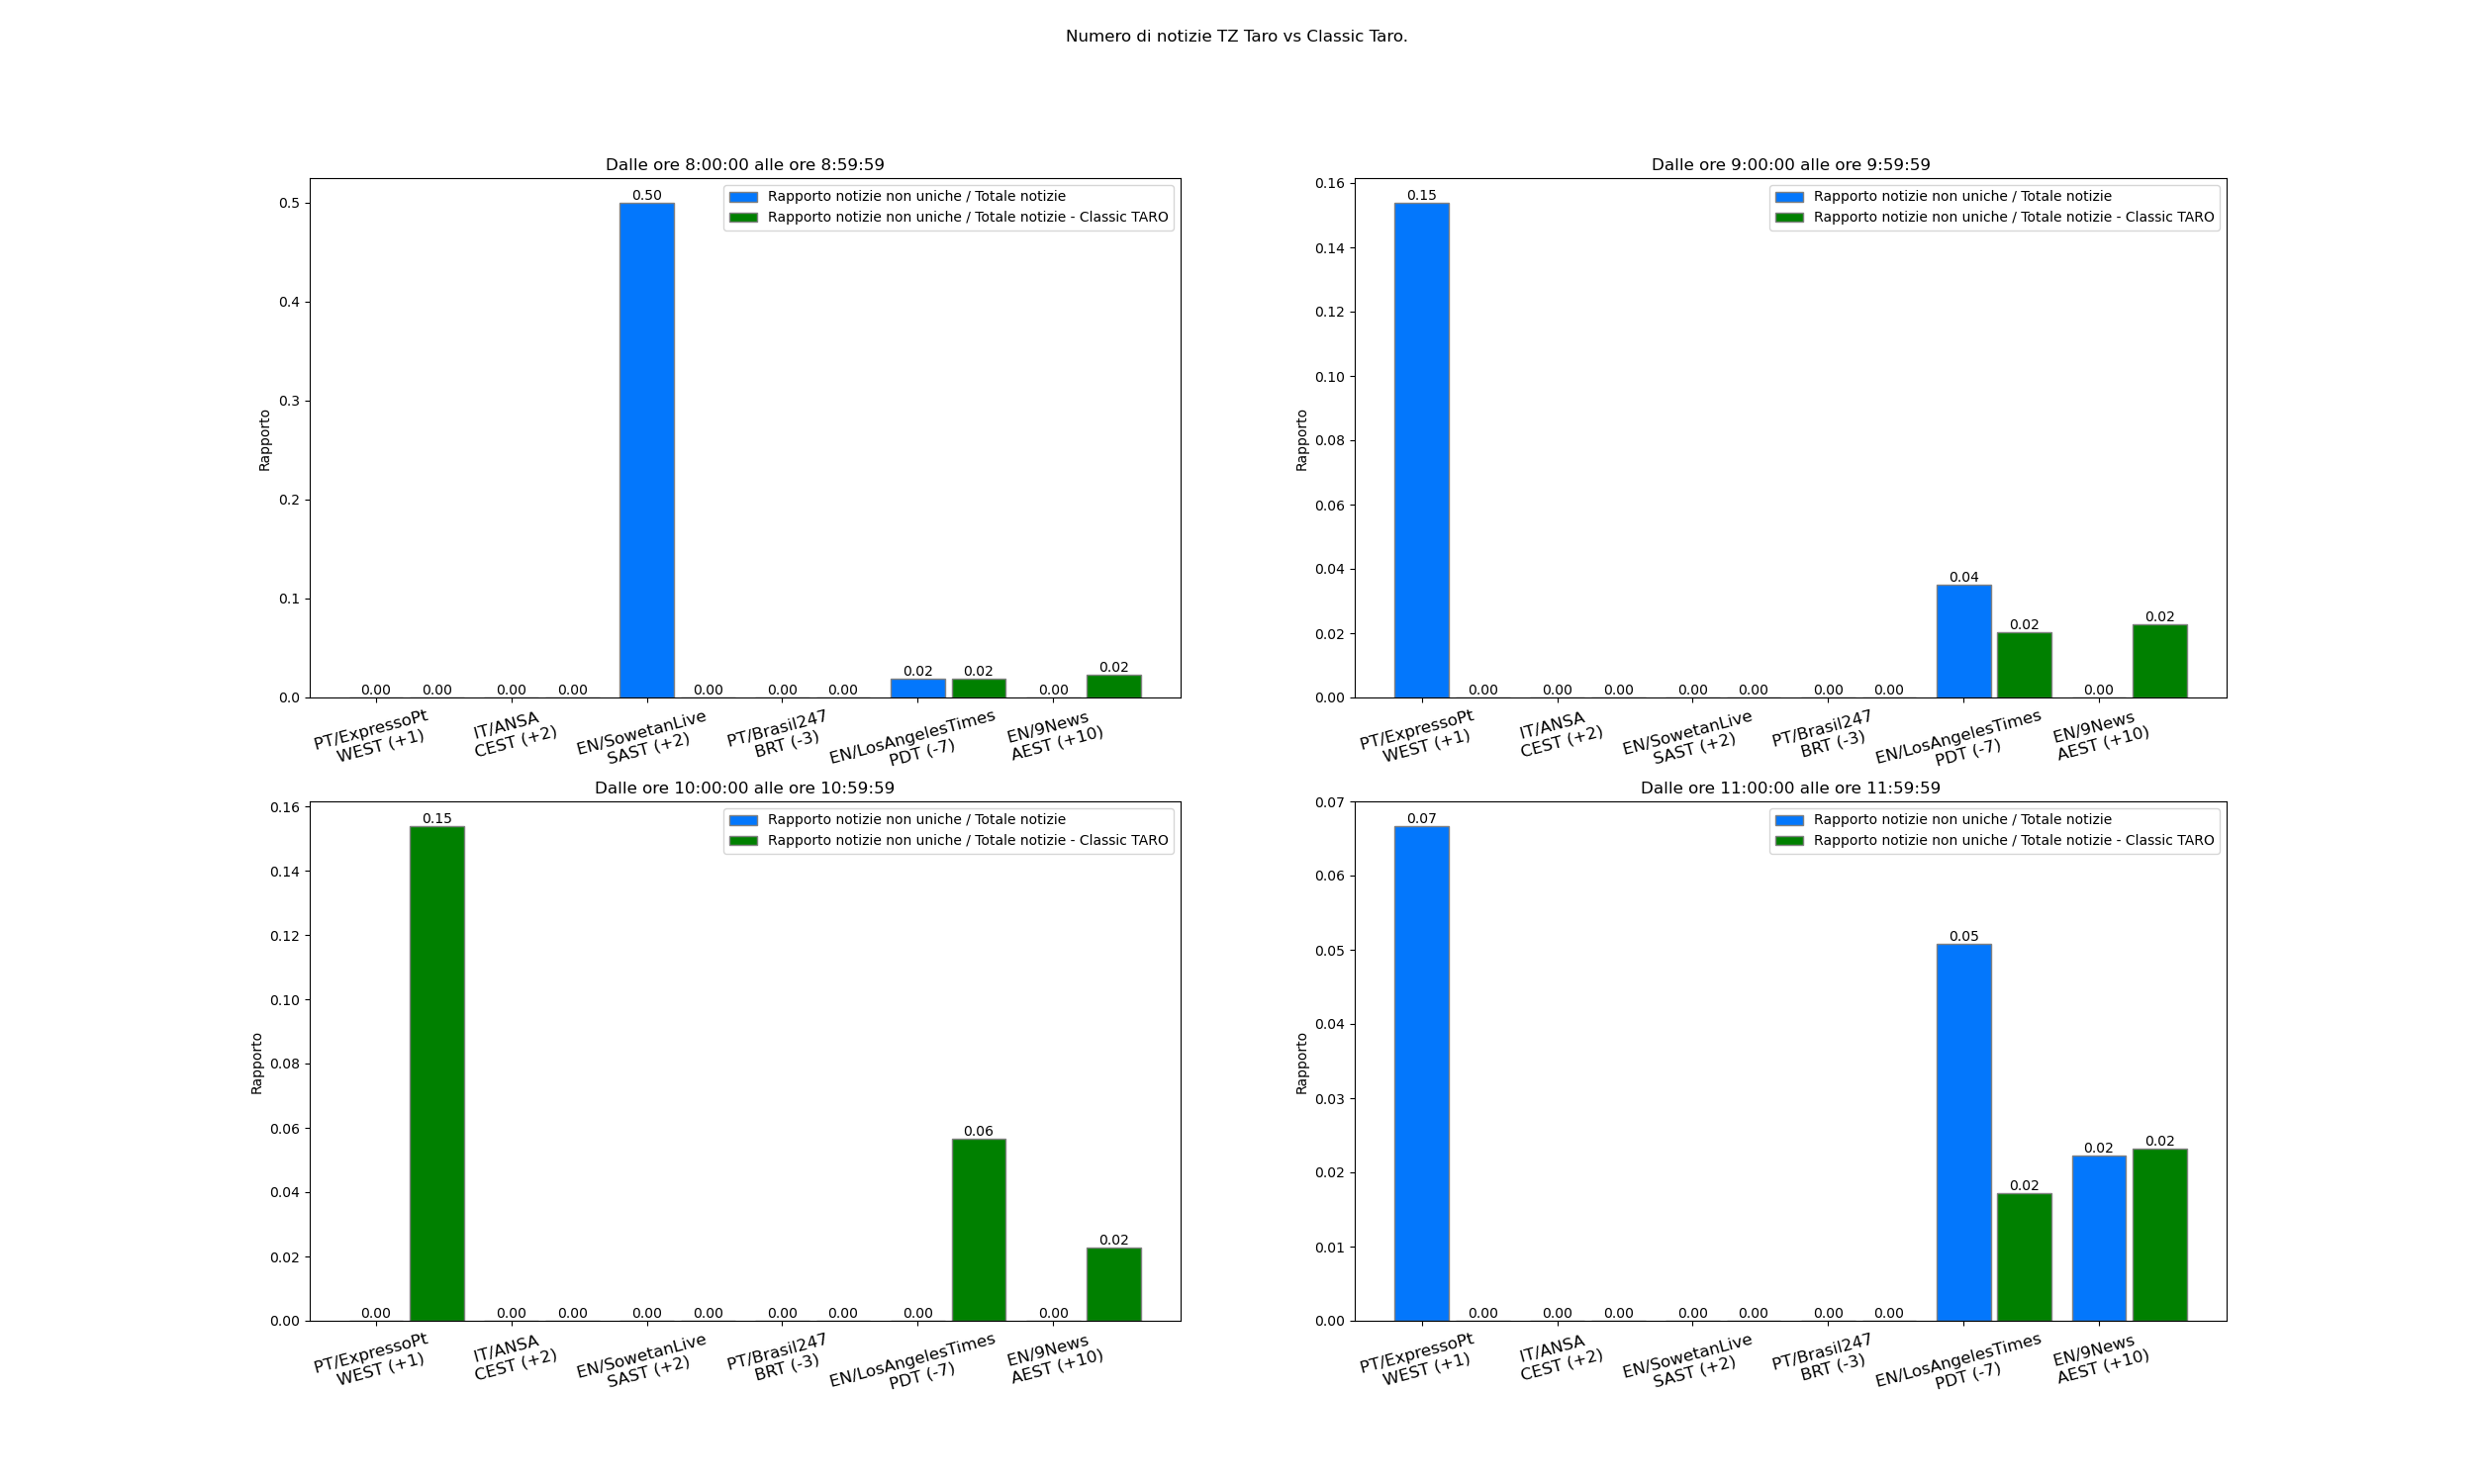 Numero di notizie TZ Taro vs Classic Taro.
Dalle ore 8:00:00 alle ore 8:59:59
Rapporto notizie non uniche / Totale notizie
Rapporto notizie non uniche / Totale notizie - Classic TARO
Rapporto
0.5
0.4
0.3
0.2
0.1
0.0
0.00
0.00
0.00
0.00
0.50
0.00
0.00
0.00
0.02
0.02
0.00
0.02
PT/ExpressoPt
WEST (+1)
IT/ANSA
CEST (+2)
EN/SowetanLive
SAST (+2)
PT/Brasil247
BRT (-3)
EN/LosAngelesTimes
PDT (-7)
EN/9News
AEST (+10)
Dalle ore 9:00:00 alle ore 9:59:59
Rapporto notizie non uniche / Totale notizie
Rapporto notizie non uniche / Totale notizie - Classic TARO
Rapporto
0.16
0.14
0.12
0.10
0.08
0.06
0.04
0.02
0.00
0.15
0.00
0.00
0.00
0.00
0.00
0.00
0.00
0.04
0.02
0.00
0.02
PT/ExpressoPt
WEST (+1)
IT/ANSA
CEST (+2)
EN/SowetanLive
SAST (+2)
PT/Brasil247
BRT (-3)
EN/LosAngelesTimes
PDT (-7)
EN/9News
AEST (+10)
Dalle ore 10:00:00 alle ore 10:59:59
Rapporto notizie non uniche / Totale notizie
Rapporto notizie non uniche / Totale notizie - Classic TARO
Rapporto
0.16
0.14
0.12
0.10
0.08
0.06
0.04
0.02
0.00
0.00
0.15
0.00
0.00
0.00
0.00
0.00
0.00
0.00
0.06
0.00
0.02
PT/ExpressoPt
WEST (+1)
IT/ANSA
CEST (+2)
EN/SowetanLive
SAST (+2)
PT/Brasil247
BRT (-3)
EN/LosAngelesTimes
PDT (-7)
EN/9News
AEST (+10)
Dalle ore 11:00:00 alle ore 11:59:59
Rapporto notizie non uniche / Totale notizie
Rapporto notizie non uniche / Totale notizie - Classic TARO
Rapporto
0.07
0.06
0.05
0.04
0.03
0.02
0.01
0.00
0.07
0.00
0.00
0.00
0.00
0.00
0.00
0.00
0.05
0.02
0.02
0.02
PT/ExpressoPt
WEST (+1)
IT/ANSA
CEST (+2)
EN/SowetanLive
SAST (+2)
PT/Brasil247
BRT (-3)
EN/LosAngelesTimes
PDT (-7)
EN/9News
AEST (+10)